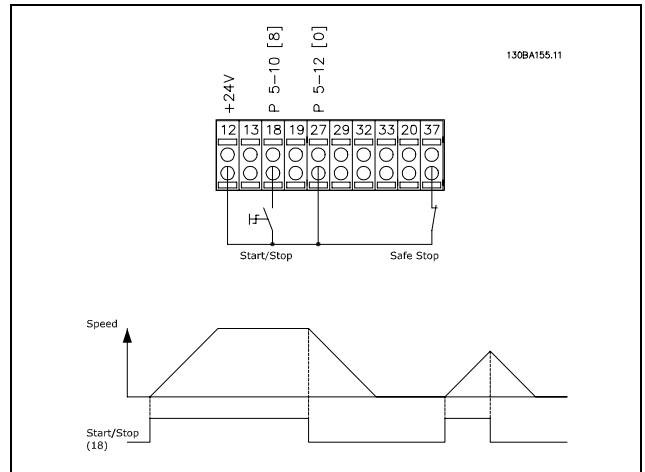 130BA155.11
+24V
P 5-10 [8]
P 5-12 [0]
12 13 18 19 27 29 32 33 20 37
Start/Stop
Safe Stop
Speed
Start/Stop
(18)